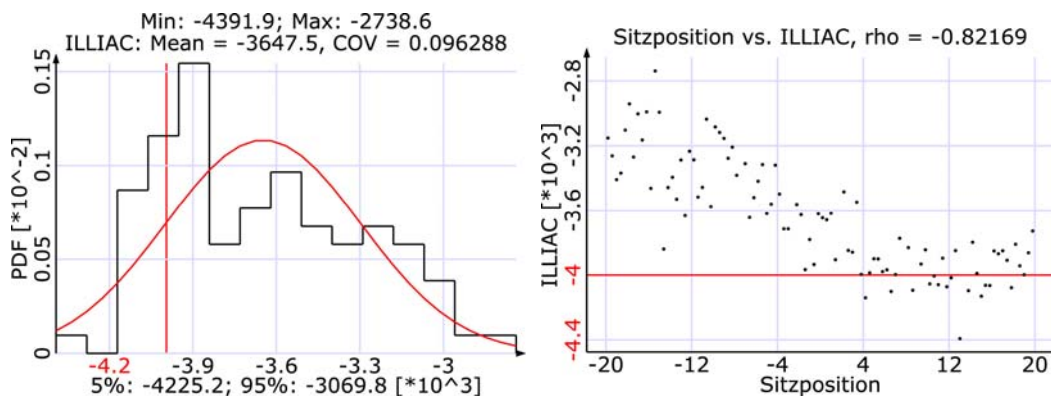 Min: -4391.9; Max: -2738.6
ILLIAC: Mean = -3647.5, COV = 0.096288
0.15
0.1
0.05
0
PDF [*10^-2]
-4.2 -3.9 -3.6 -3.3 -3
5%: -4225.2; 95%: -3069.8 [*10^3]
Sitzposition vs. ILLIAC, rho = -0.82169
-2.8
-3.2
-3.6
-4
-4.4
ILLIAC [*10^3]
-20 -12 -4 4 12 20
Sitzposition